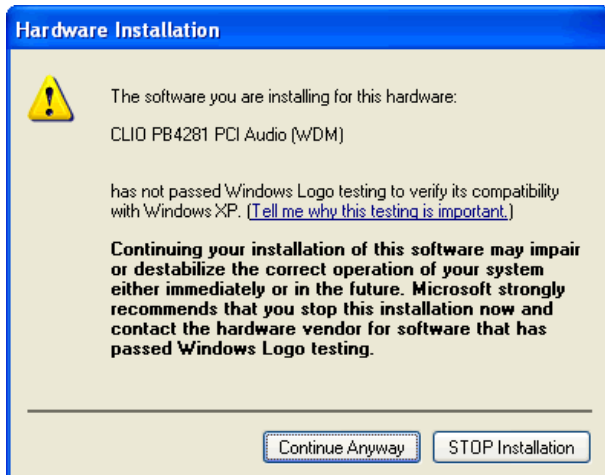 Hardware Installation
The software you are installing for this hardware:
CLIO PB4281 PCI Audio (WDM)
has not passed Windows Logo testing to verify its compatibility
with Windows XP. (Tell me why this testing is important.)
Continuing your installation of this software may impair
or destabilize the correct operation of your system
either immediately or in the future. Microsoft strongly
recommends that you stop this installation now and
contact the hardware vendor for software that has
passed Windows Logo testing.
Continue Anyway
STOP Installation